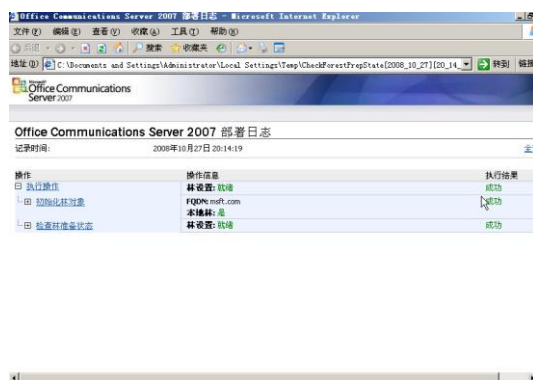 Office Communications Server 2007 部署日志 - Microsoft Internet Explorer
文件(F) 编辑(E) 查看(V) 收藏(A) 工具(T) 帮助(H)
后退 搜索 收藏夹
地址(D) C:\Documents and Settings\Administrator\Local Settings\Temp\CheckForestPrepState[2008_10_27][20_14_ 转到 链接
Microsoft
Office Communications
Server 2007
Office Communications Server 2007 部署日志
记录时间: 2008年10月27日 20:14:19 全
操作 操作信息 执行结果
执行操作 林设置: 就绪 成功
初始化林对象 FQDN: msft.com 成功
本地林: 是
检查林准备状态 林设置: 就绪 成功